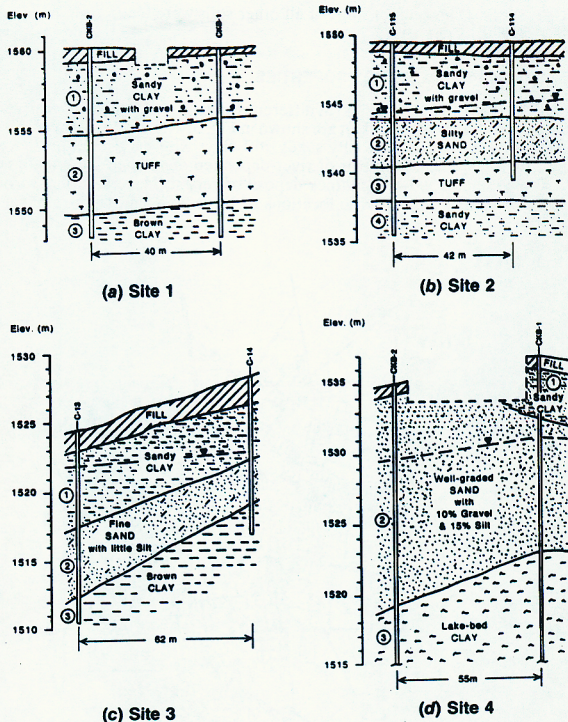 Elev. (m)
CKB-2
CKB-1
1560
FILL
1
Sandy
CLAY
with gravel
1555
2
TUFF
1550
3
Brown
CLAY
40 m
(a) Site 1
Elev. (m)
C-115
C-114
1550
FILL
1
Sandy
CLAY
with gravel
1545
2
Silty
SAND
1540
3
TUFF
4
Sandy
CLAY
1535
42 m
(b) Site 2
Elev. (m)
C-13
C-14
1530
1525
FILL
Sandy
CLAY
1520
1
Fine
SAND
with little Silt
1515
2
Brown
CLAY
3
1510
62 m
(c) Site 3
Elev. (m)
CKB-2
CKB-1
FILL
1535
1
Sandy
CLAY
1530
Well-graded
SAND
with
2
10% Gravel
& 15% Silt
1525
1520
3
Lake-bed
CLAY
1515
55m
(d) Site 4